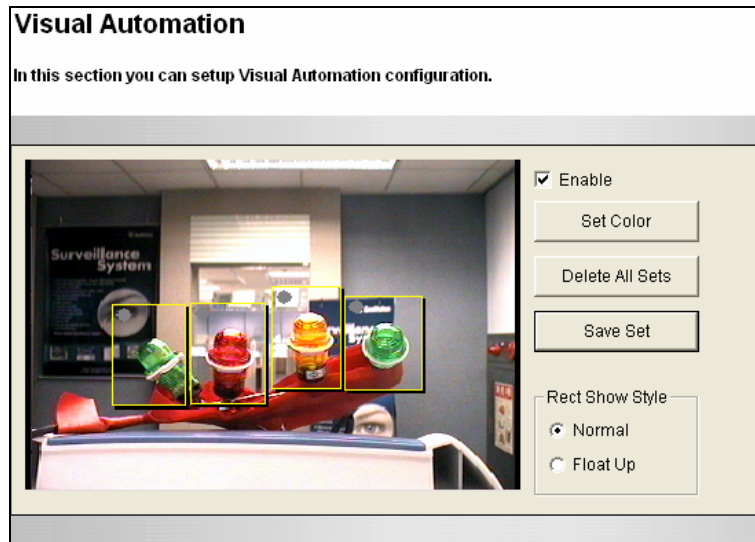 Visual Automation
In this section you can setup Visual Automation configuration.
Enable
Set Color
Delete All Sets
Save Set
Rect Show Style
Normal
Float Up
Surveillance
System